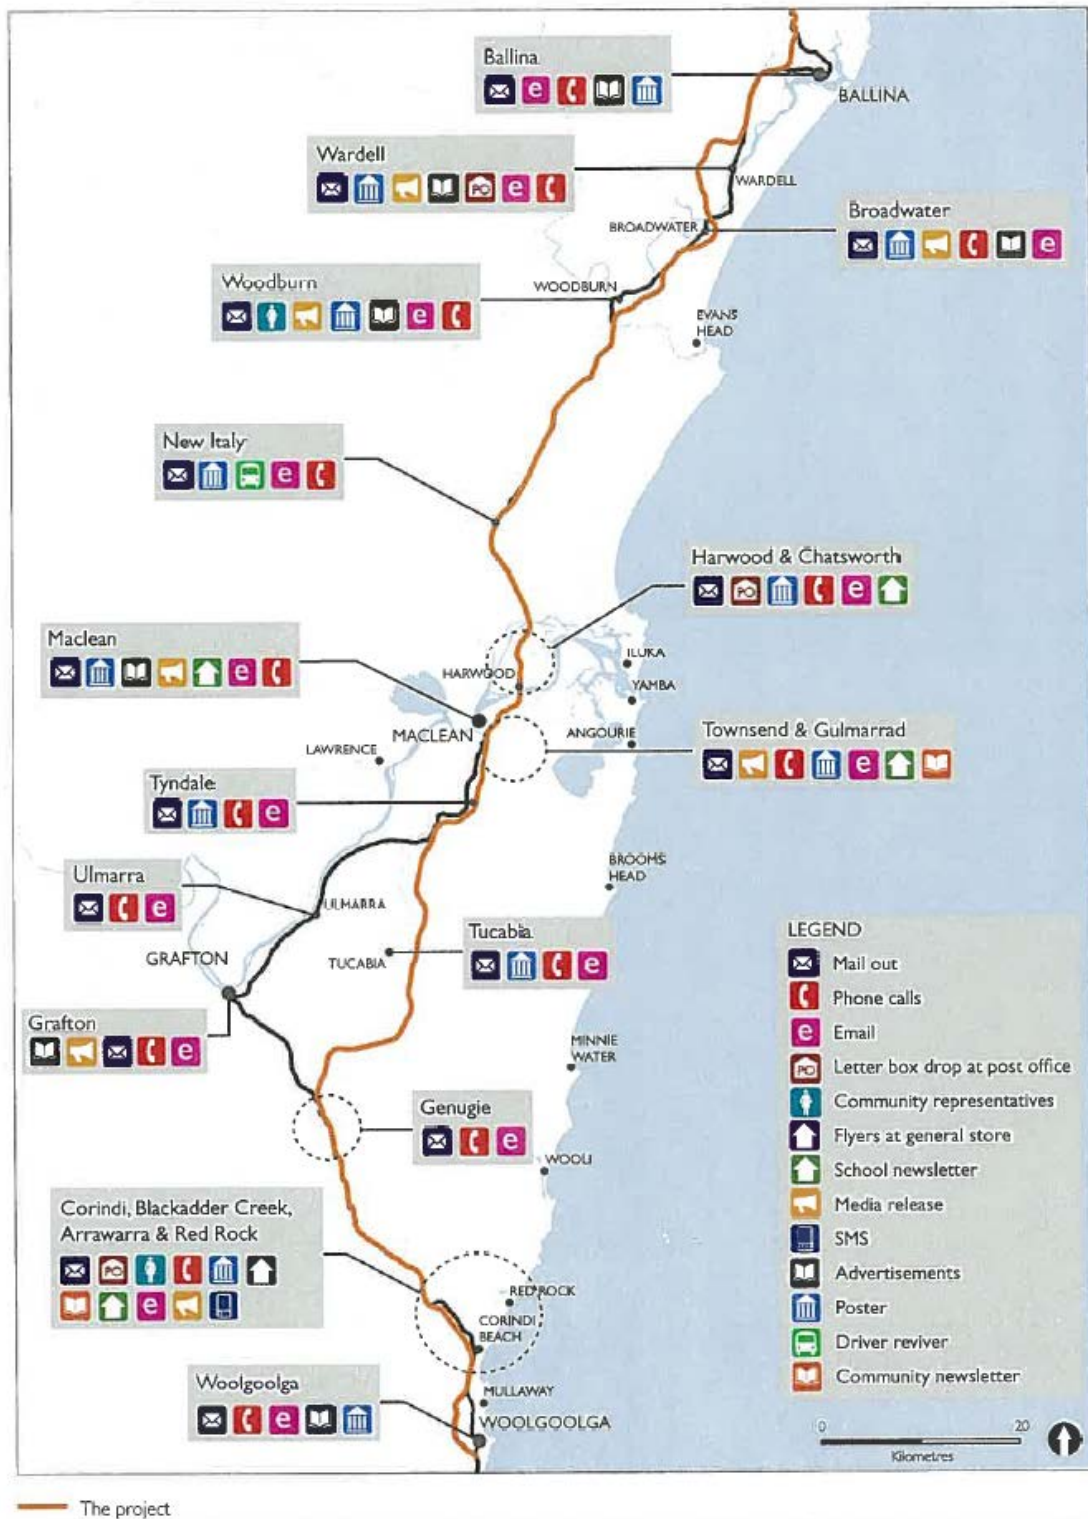 Ballina
e
BALLINA
Wardell
PO e
WARDELL
Broadwater
e
BROADWATER
Woodburn
e
WOODBURN
EVANS
HEAD
New Italy
e
Harwood & Chatsworth
PO e
Maclean
e
HARWOOD
ILUKA
YAMBA
MACLEAN
ANGOURIE
Townsend & Gulmarrad
e
LAWRENCE
Tyndale
e
Ulmarra
e
ULMARRA
BROOMS
HEAD
GRAFTON
TUCABIA
Tucabia
e
Grafton
e
MINNIE
WATER
Genugie
e
WOOLI
Corindi, Blackadder Creek,
Arrawarra & Red Rock
PO
e
RED ROCK
CORINDI
BEACH
Woolgoolga
e
MULLAWAY
WOOLGOOLGA
LEGEND
Mail out
Phone calls
e Email
PO Letter box drop at post office
Community representatives
Flyers at general store
School newsletter
Media release
SMS
Advertisements
Poster
Driver reviver
Community newsletter
0 20
Kilometres
The project